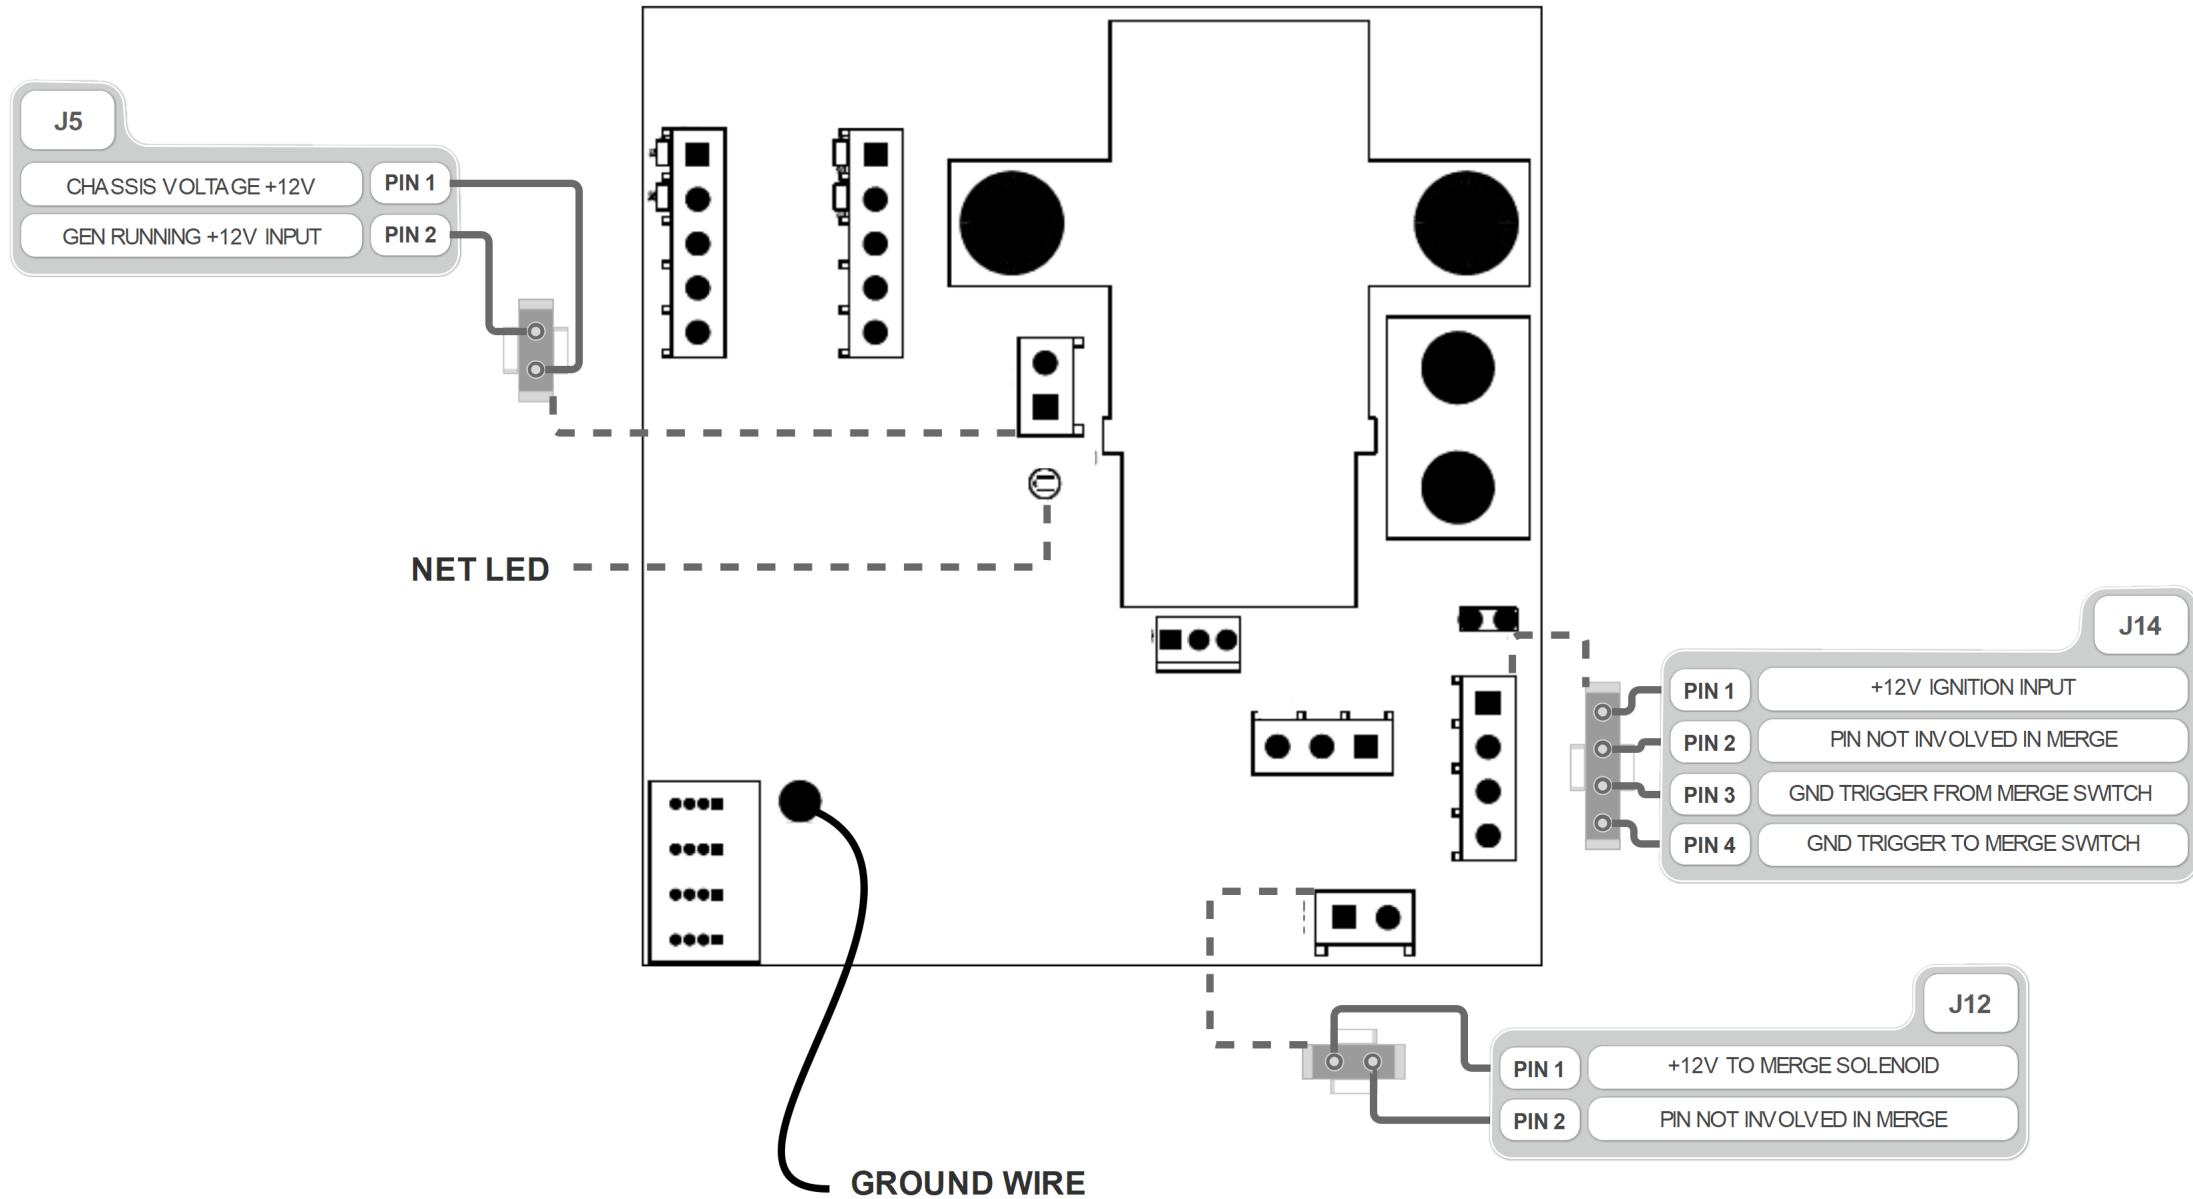 J5
CHASSIS VOLTAGE +12V PIN 1
GEN RUNNING +12V INPUT PIN 2
NET LED
J14
PIN 1 +12V IGNITION INPUT
PIN 2 PIN NOT INVOLVED IN MERGE
PIN 3 GND TRIGGER FROM MERGE SWITCH
PIN 4 GND TRIGGER TO MERGE SWITCH
J12
PIN 1 +12V TO MERGE SOLENOID
PIN 2 PIN NOT INVOLVED IN MERGE
GROUND WIRE